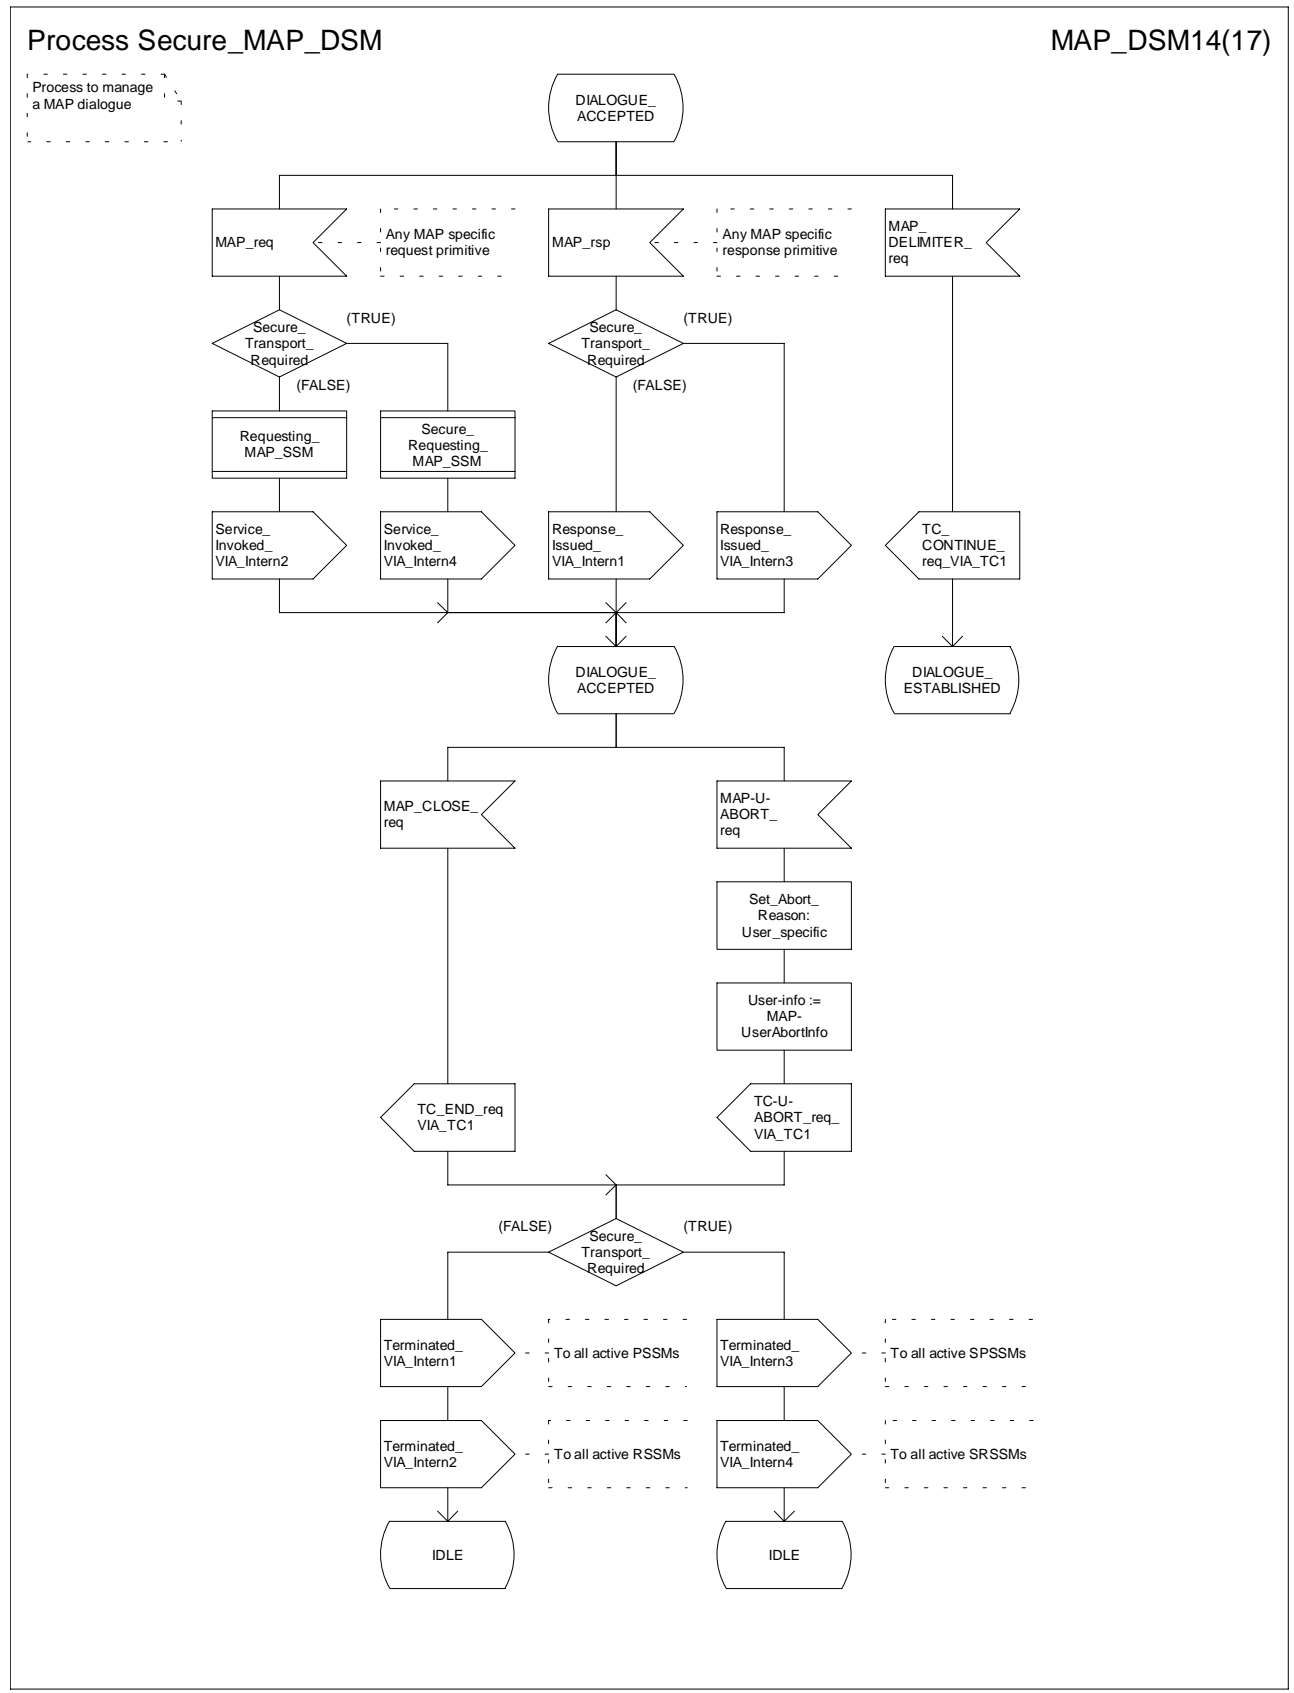 Process Secure_MAP_DSM
MAP_DSM14(17)
Process to manage
a MAP dialogue
DIALOGUE_
ACCEPTED
MAP_req
Any MAP specific
request primitive
MAP_rsp
Any MAP specific
response primitive
MAP_
DELIMITER_
req
Secure_
Transport_
Required
(TRUE)
(FALSE)
Secure_
Transport_
Required
(TRUE)
(FALSE)
Requesting_
MAP_SSM
Secure_
Requesting_
MAP_SSM
Service_
Invoked_
VIA_Intern2
Service_
Invoked_
VIA_Intern4
Response_
Issued_
VIA_Intern1
Response_
Issued_
VIA_Intern3
TC_
CONTINUE_
req_VIA_TC1
DIALOGUE_
ACCEPTED
DIALOGUE_
ESTABLISHED
MAP_CLOSE_
req
MAP-U-
ABORT_
req
Set_Abort_
Reason:
User_specific
User-info :=
MAP-
UserAbortInfo
TC_END_req
VIA_TC1
TC-U-
ABORT_req_
VIA_TC1
(FALSE)
Secure_
Transport_
Required
(TRUE)
Terminated_
VIA_Intern1
To all active PSSMs
Terminated_
VIA_Intern3
To all active SPSSMs
Terminated_
VIA_Intern2
To all active RSSMs
Terminated_
VIA_Intern4
To all active SRSSMs
IDLE
IDLE